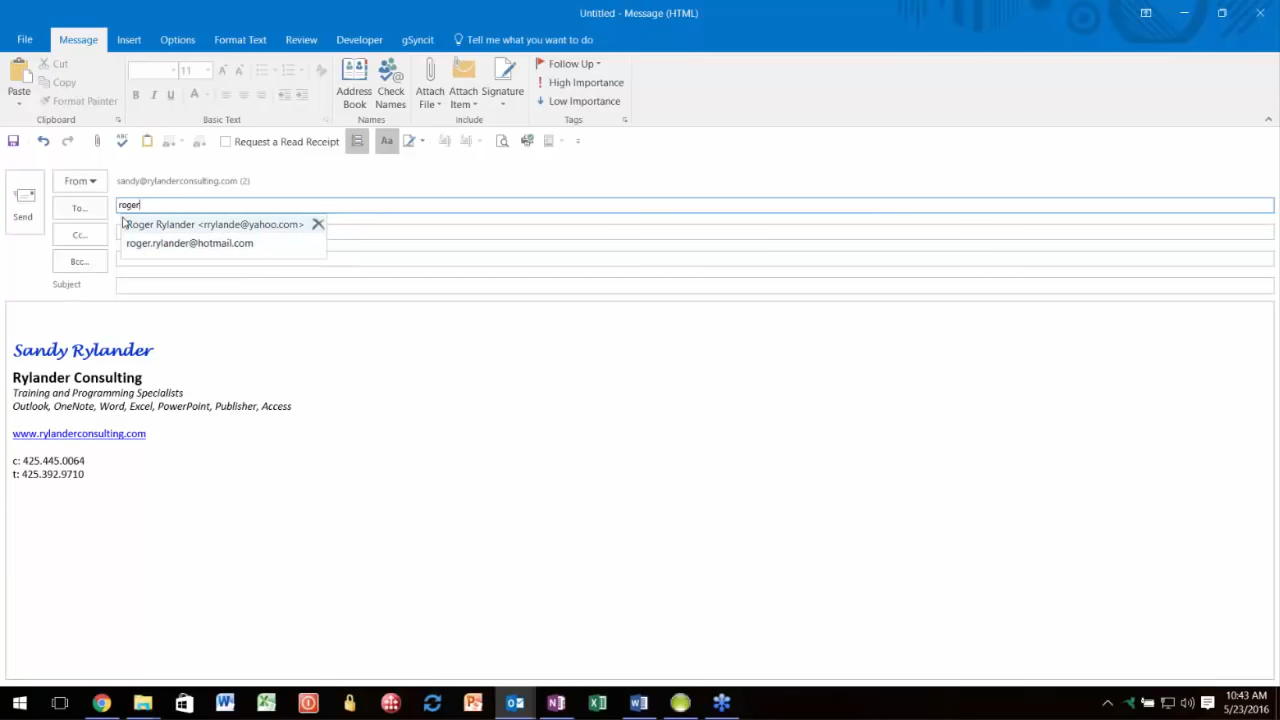 Untitled - Message (HTML)
File Message Insert Options Format Text Review Developer gSyncit Tell me what you want to do
Paste Cut Copy Format Painter
Clipboard
11
B I U A
Basic Text
Address Book Check Names
Names
Attach File Attach Item Signature
Include
Follow Up
High Importance
Low Importance
Tags
ABC Request a Read Receipt Aa
Send
From sandy@rylanderconsulting.com (2)
To... roger
Roger Rylander <rrylande@yahoo.com>
Cc...
roger.rylander@hotmail.com
Bcc...
Subject
Sandy Rylander
Rylander Consulting
Training and Programming Specialists
Outlook, OneNote, Word, Excel, PowerPoint, Publisher, Access
www.rylanderconsulting.com
c: 425.445.0064
t: 425.392.9710
10:43 AM
5/23/2016